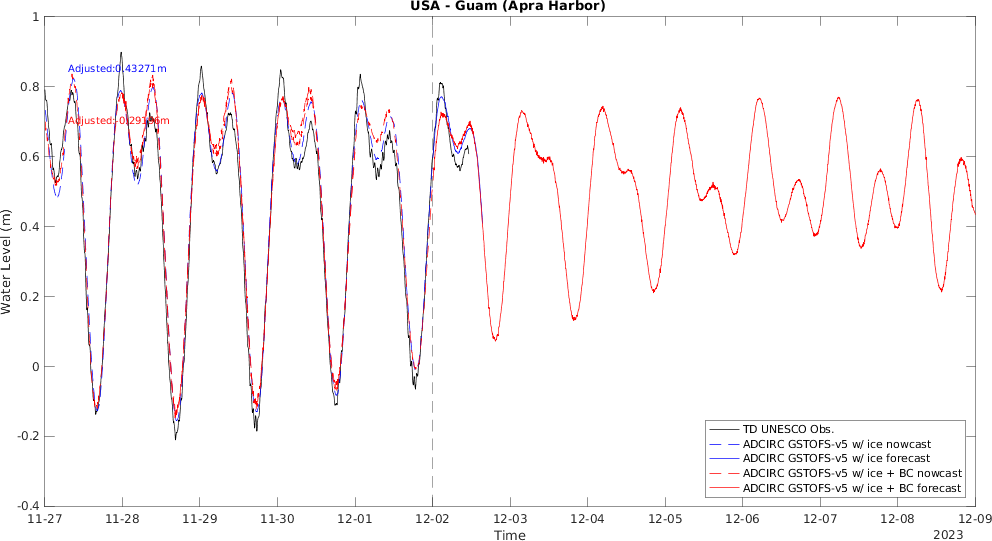 USA - Guam (Apra Harbor)
1
0.8
0.6
0.4
0.2
0
-0.2
-0.4
Water Level (m)
Adjusted:0.43271m
TD UNESCO Obs.
ADCIRC GSTOFS-v5 w/ ice nowcast
ADCIRC GSTOFS-v5 w/ ice forecast
ADCIRC GSTOFS-v5 w/ ice + BC nowcast
ADCIRC GSTOFS-v5 w/ ice + BC forecast
11-27 11-28 11-29 11-30 12-01 12-02 12-03 12-04 12-05 12-06 12-07 12-08 12-09
Time
2023